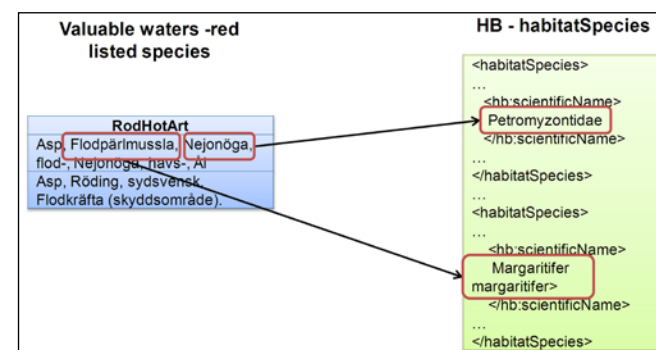 Valuable waters -red
listed species
RodHotArt
Asp, Flodpärlmussla, Nejonöga,
flod-, Nejonöga, havs-, Ål
Asp, Röding, sydsvensk,
Flodkräfta (skyddsområde).
HB - habitatSpecies
<habitatSpecies>
...
<hb:scientificName>
Petromyzontidae
</hb:scientificName>
...
</habitatSpecies>
...
<habitatSpecies>
...
<hb:scientificName>
Margaritifer
margaritifer>
</hb:scientificName>
...
</habitatSpecies>